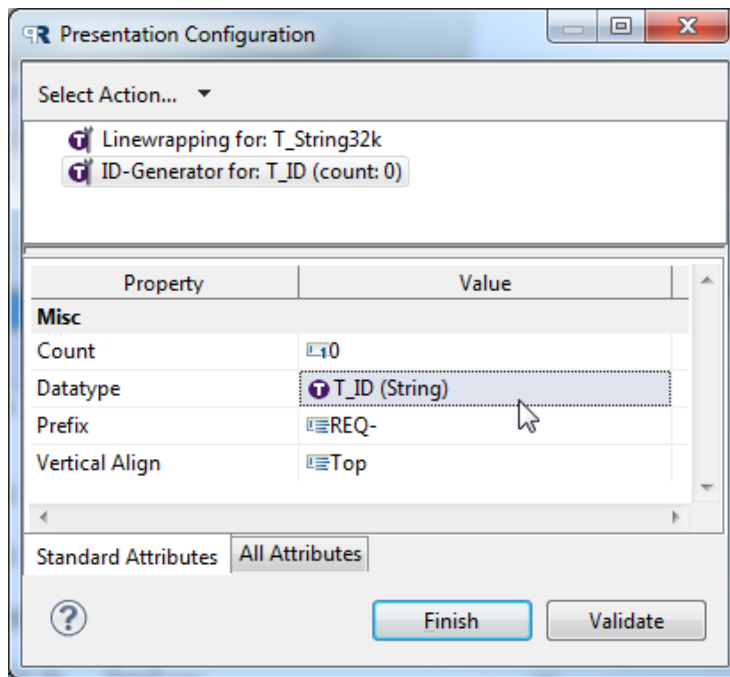 Presentation Configuration
Select Action...
Linewrapping for: T_String32k
ID-Generator for: T_ID (count: 0)
Property Value
Misc
Count 0
Datatype T_ID (String)
Prefix REQ-
Vertical Align Top
Standard Attributes All Attributes
Finish Validate